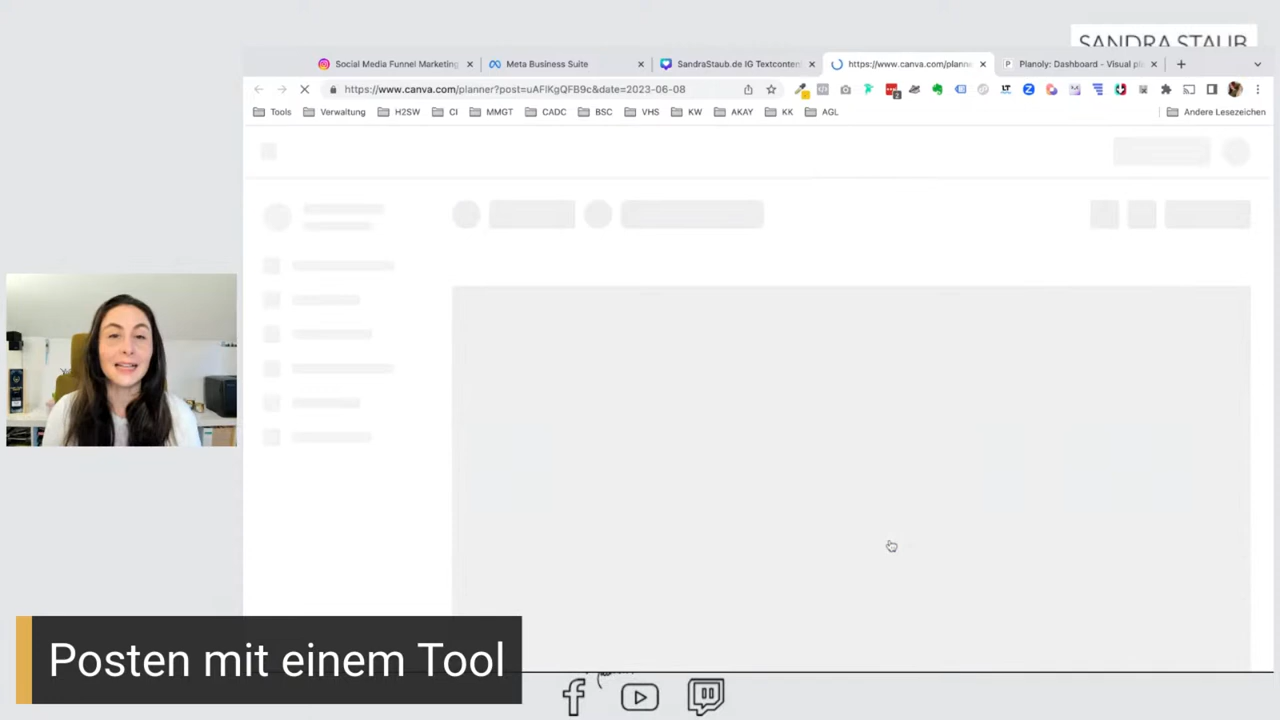 SANDRA STAUB
Social Media Funnel Marketing
Meta Business Suite
SandraStaub.de IG Textconten
https://www.canva.com/planne
Planoly: Dashboard - Visual pl
https://www.canva.com/planner?post=uAFlKgQFB9c&date=2023-06-08
Tools
Verwaltung
H2SW
CI
MMGT
CADC
BSC
VHS
KW
AKAY
KK
AGL
Andere Lesezeichen
Posten mit einem Tool